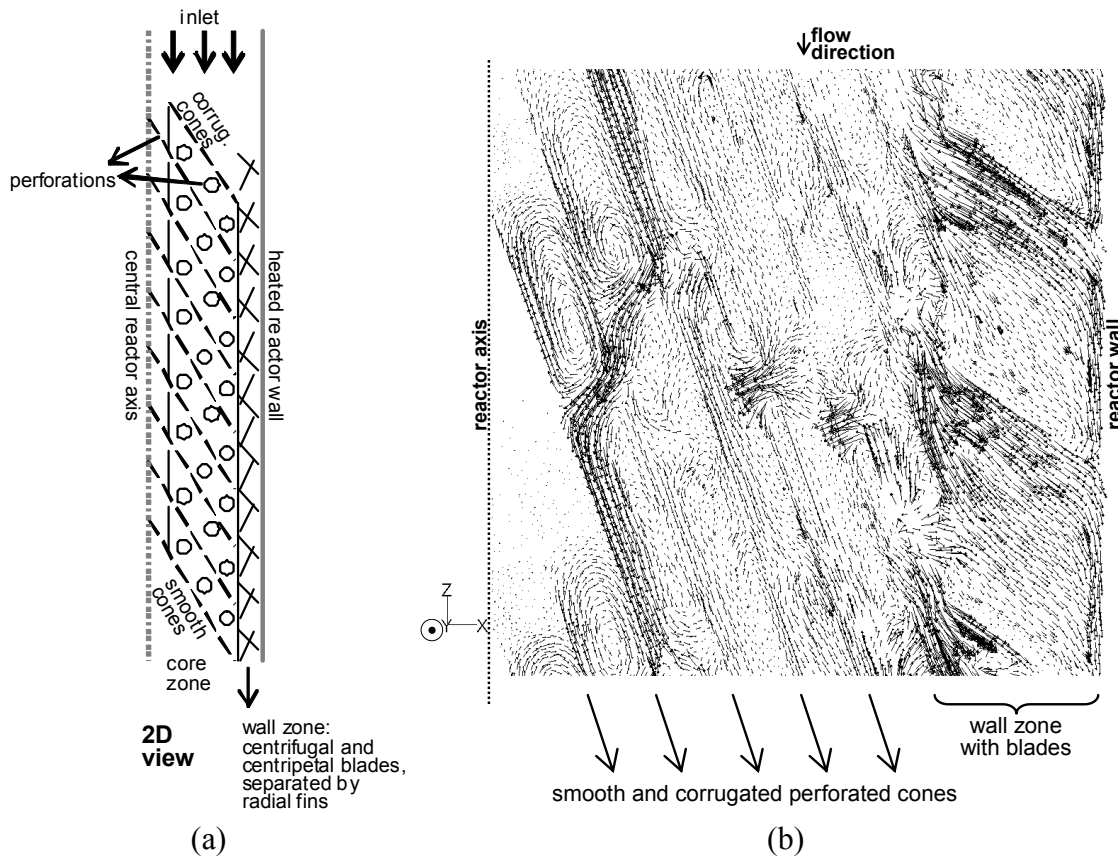 inlet
corrug.
cones
perforations
central reactor axis
heated reactor wall
smooth
cones
core
zone
2D
view
wall zone:
centrifugal and
centripetal blades,
separated by
radial fins
(a)
flow
direction
reactor axis
reactor wall
Z
Y
X
wall zone
with blades
smooth and corrugated perforated cones
(b)